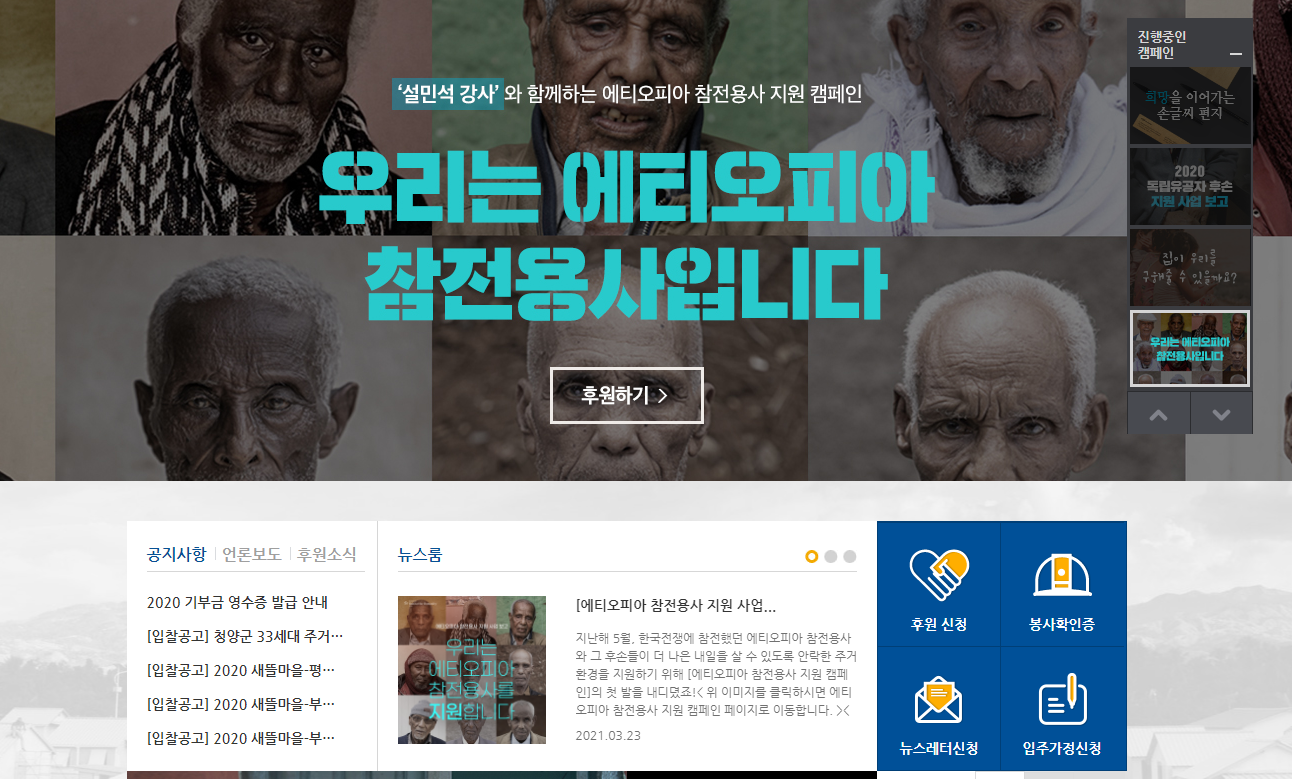 ‘설민석 강사’ 와 함께하는 에티오피아 참전용사 지원 캠페인
우리는 에티오피아
참전용사입니다
후원하기 >
진행중인
캠페인
희망을 이어가는
손글씨 편지
2020
독립유공자 후손
지원 사업 보고
집이 우리를
구해줄 수 있을까요?
우리는 에티오피아
참전용사입니다
공지사항 | 언론보도 | 후원소식
2020 기부금 영수증 발급 안내
[입찰공고] 청양군 33세대 주거…
[입찰공고] 2020 새뜰마을-평…
[입찰공고] 2020 새뜰마을-부…
[입찰공고] 2020 새뜰마을-부…
뉴스룸
우리는
에티오피아
참전용사를
지원합니다
[에티오피아 참전용사 지원 사업...
지난해 5월, 한국전쟁에 참전했던 에티오피아 참전용사
와 그 후손들이 더 나은 내일을 살 수 있도록 안락한 주거
환경을 지원하기 위해 [에티오피아 참전용사 지원 캠페
인]의 첫 발을 내디뎠죠!< 위 이미지를 클릭하시면 에티
오피아 참전용사 지원 캠페인 페이지로 이동합니다. ><
2021.03.23
후원 신청
봉사확인증
뉴스레터신청
입주가정신청